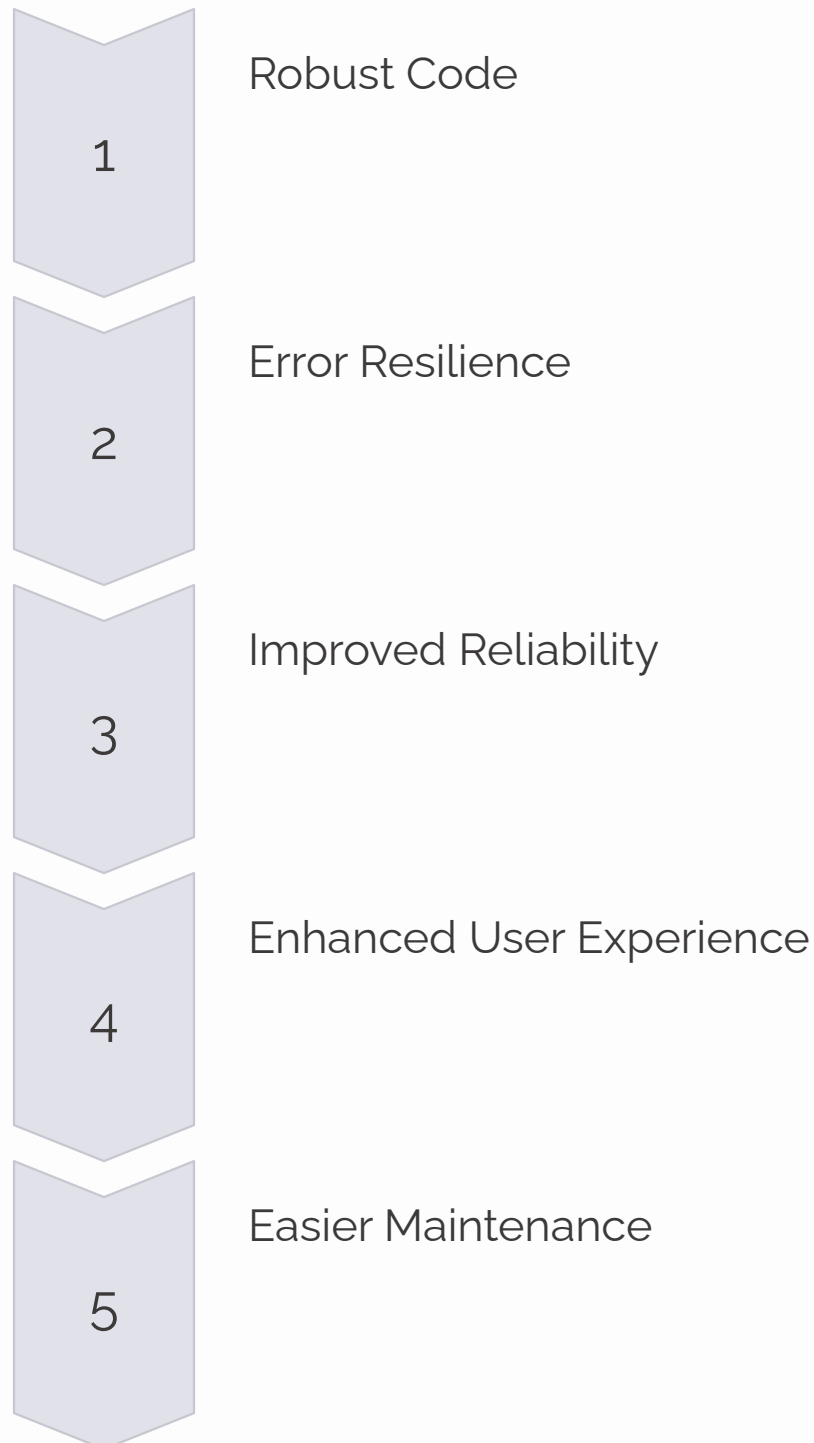 Robust Code
1
Error Resilience
2
Improved Reliability
3
Enhanced User Experience
4
Easier Maintenance
5